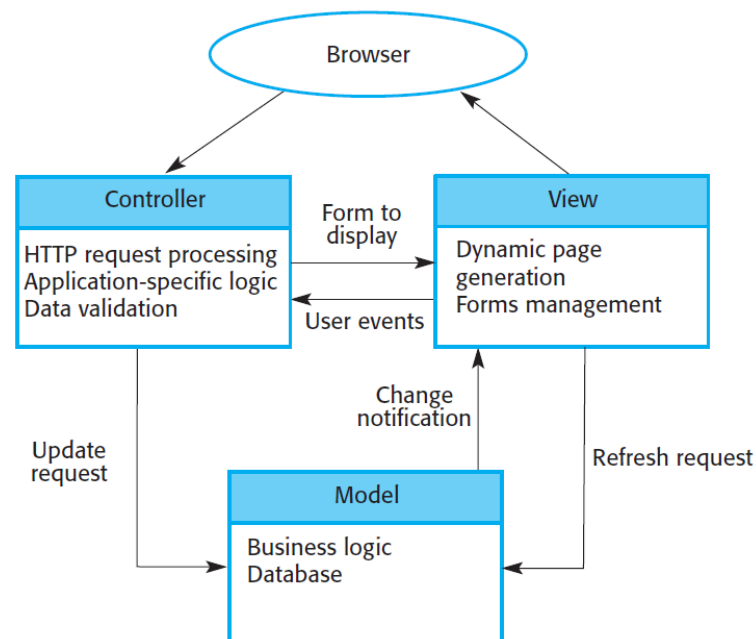 Browser
Controller
HTTP request processing
Application-specific logic
Data validation
Form to
display
User events
View
Dynamic page
generation
Forms management
Update
request
Change
notification
Refresh request
Model
Business logic
Database